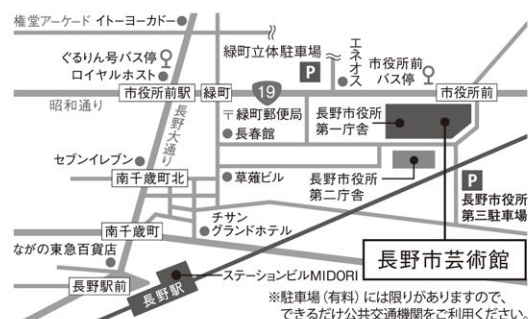 権堂アーケード イトーヨーカドー
ぐるりん号バス停
ロイヤルホスト
緑町立体駐車場
P
エネオス
市役所前
バス停
市役所前駅
緑町
19
市役所前
昭和通り
長野大通り
〒緑町郵便局
長春館
長野市役所
第一庁舎
セブンイレブン
南千歳町北
草薙ビル
長野市役所
第二庁舎
P
長野市役所
第三駐車場
南千歳町
チサン
グランドホテル
ながの東急百貨店
長野市芸術館
長野駅前
長野駅
ステーションビルMIDORI
※駐車場(有料)には限りがありますので、
できるだけ公共交通機関をご利用ください。